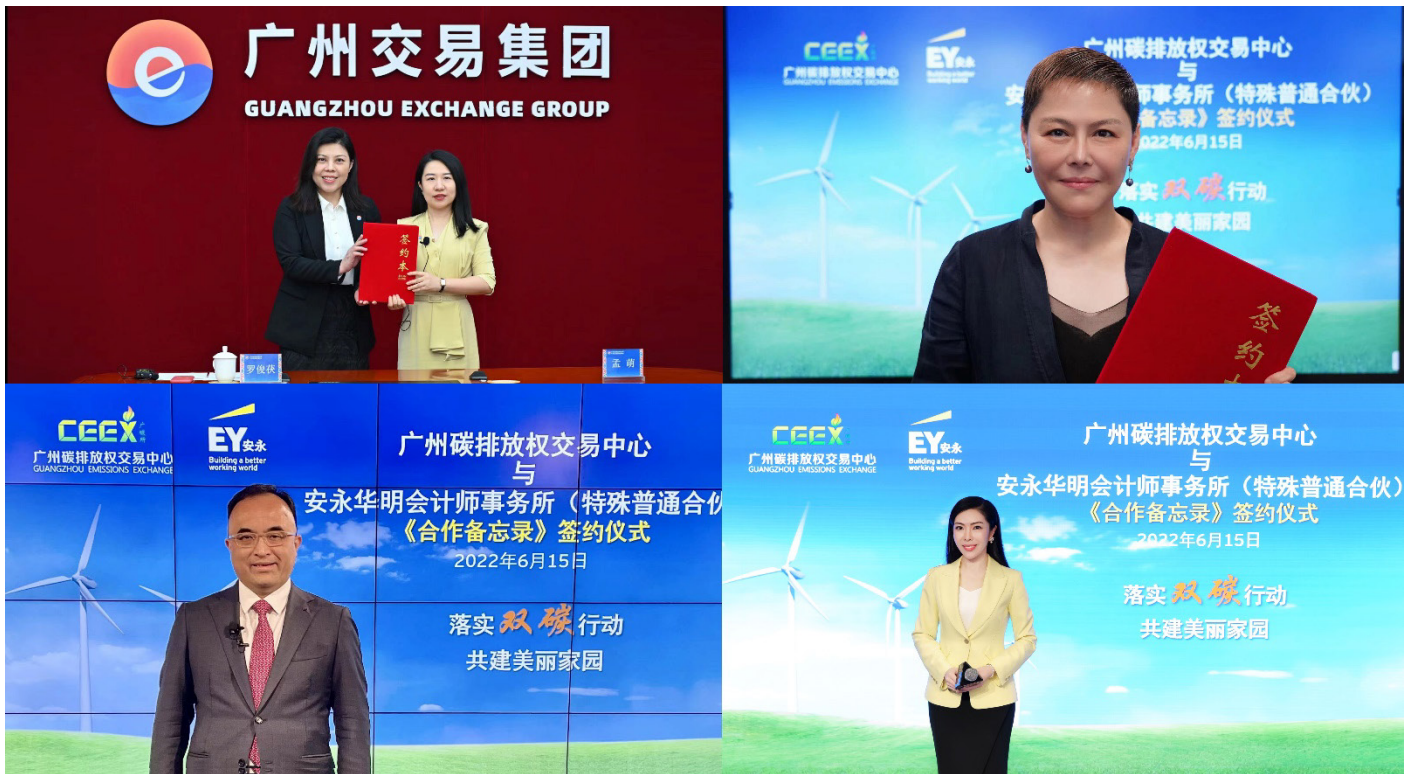 广州交易集团
GUANGZHOU EXCHANGE GROUP
签约本
罗俊茯
孟萌
CEEX
广州碳排放权交易中心
GUANGZHOU EMISSIONS EXCHANGE
EY安永
Building a better
working world
广州碳排放权交易中心
与
安
师事务所（特殊普通合伙）
备忘录》签约仪式
022年6月15日
落实双碳行动
共建美丽家园
签约
CEEX广碳所
广州碳排放权交易中心
GUANGZHOU EMISSIONS EXCHANGE
EY安永
Building a better
working world
广州碳排放权交易中心
与
安永华明会计师事务所（特殊普通合伙
《合作备忘录》签约仪式
2022年6月15日
落实双碳行动
共建美丽家园
CEEX
广州碳排放权交易中心
GUANGZHOU EMISSIONS EXCHANGE
EY安永
Building a better
working world
广州碳排放权交易中心
与
安永华明会计师事务所（特殊普通合伙）
《合作备忘录》签约仪式
2022年6月15日
落实双碳行动
共建美丽家园